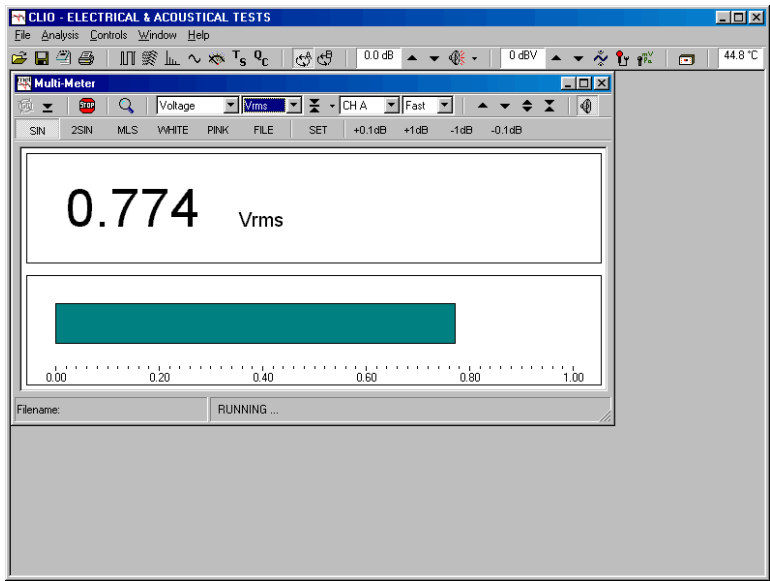 CLIO - ELECTRICAL & ACOUSTICAL TESTS
File Analysis Controls Window Help
TS QC A B 0.0 dB 0 dBV 44.8 °C
Multi-Meter
STOP Voltage Vrms CH A Fast
SIN 2SIN MLS WHITE PINK FILE SET +0.1dB +1dB -1dB -0.1dB
0.774 Vrms
0.00 0.20 0.40 0.60 0.80 1.00
Filename: RUNNING ...